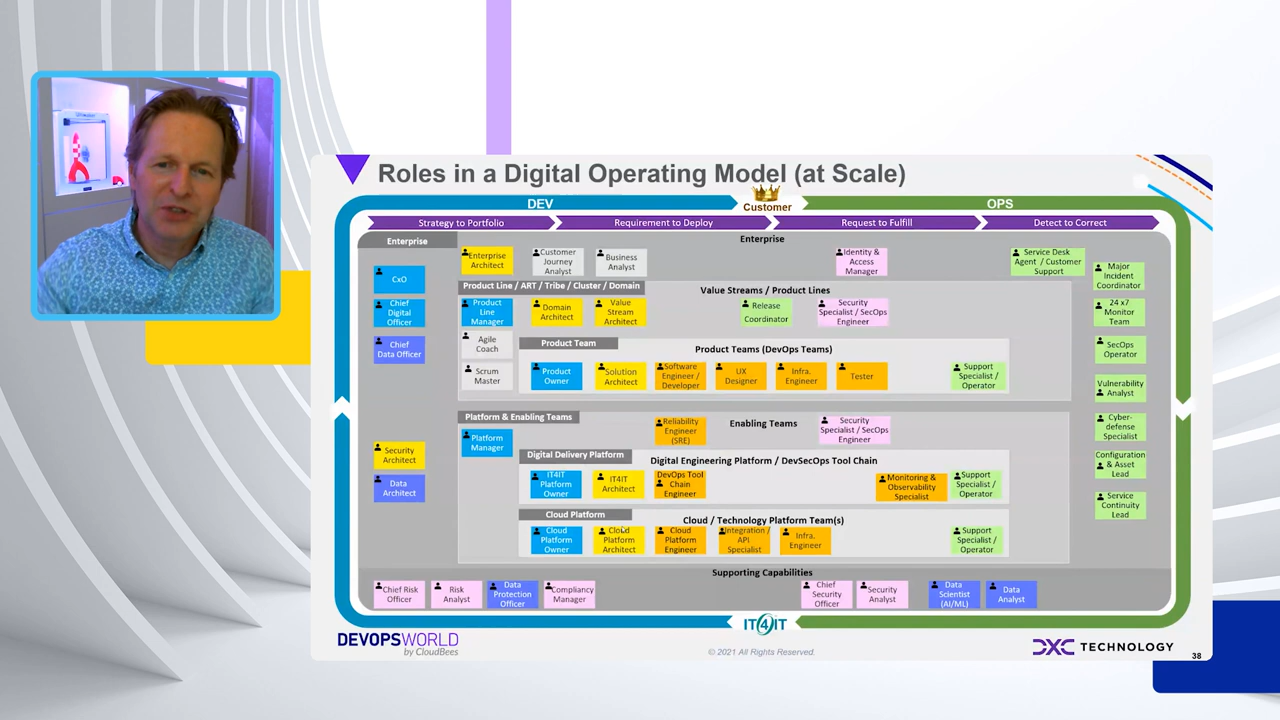 Roles in a Digital Operating Model (at Scale)
DEV
Customer
OPS
Strategy to Portfolio
Requirement to Deploy
Request to Fulfill
Detect to Correct
Enterprise
Enterprise
CxO
Chief
Digital
Officer
Chief
Data Officer
Security
Architect
Data
Architect
Enterprise
Architect
Customer
Journey
Analyst
Business
Analyst
Identity &
Access
Manager
Service Desk
Agent / Customer
Support
Major
Incident
Coordinator
24 x7
Monitor
Team
SecOps
Operator
Vulnerability
Analyst
Cyber-
defense
Specialist
Configuration
& Asset
Lead
Service
Continuity
Lead
Product Line / ART / Tribe / Cluster / Domain
Value Streams / Product Lines
Product
Line
Manager
Domain
Architect
Value
Stream
Architect
Release
Coordinator
Security
Specialist / SecOps
Engineer
Agile
Coach
Scrum
Master
Product Team
Product Teams (DevOps Teams)
Product
Owner
Solution
Architect
Software
Engineer /
Developer
UX
Designer
Infra.
Engineer
Tester
Support
Specialist /
Operator
Platform & Enabling Teams
Enabling Teams
Platform
Manager
Reliability
Engineer
(SRE)
Security
Specialist / SecOps
Engineer
Digital Delivery Platform
Digital Engineering Platform / DevSecOps Tool Chain
IT4IT
Platform
Owner
IT4IT
Architect
DevOps Tool
Chain
Engineer
Monitoring &
Observability
Specialist
Support
Specialist /
Operator
Cloud Platform
Cloud / Technology Platform Team(s)
Cloud
Platform
Owner
Cloud
Platform
Architect
Cloud
Platform
Engineer
Integration /
API
Specialist
Infra.
Engineer
Support
Specialist /
Operator
Supporting Capabilities
Chief Risk
Officer
Risk
Analyst
Data
Protection
Officer
Compliancy
Manager
Chief
Security
Officer
Security
Analyst
Data
Scientist
(AI/ML)
Data
Analyst
IT4IT
DEVOPSWORLD
by CloudBees
© 2021 All Rights Reserved.
DXC TECHNOLOGY
38